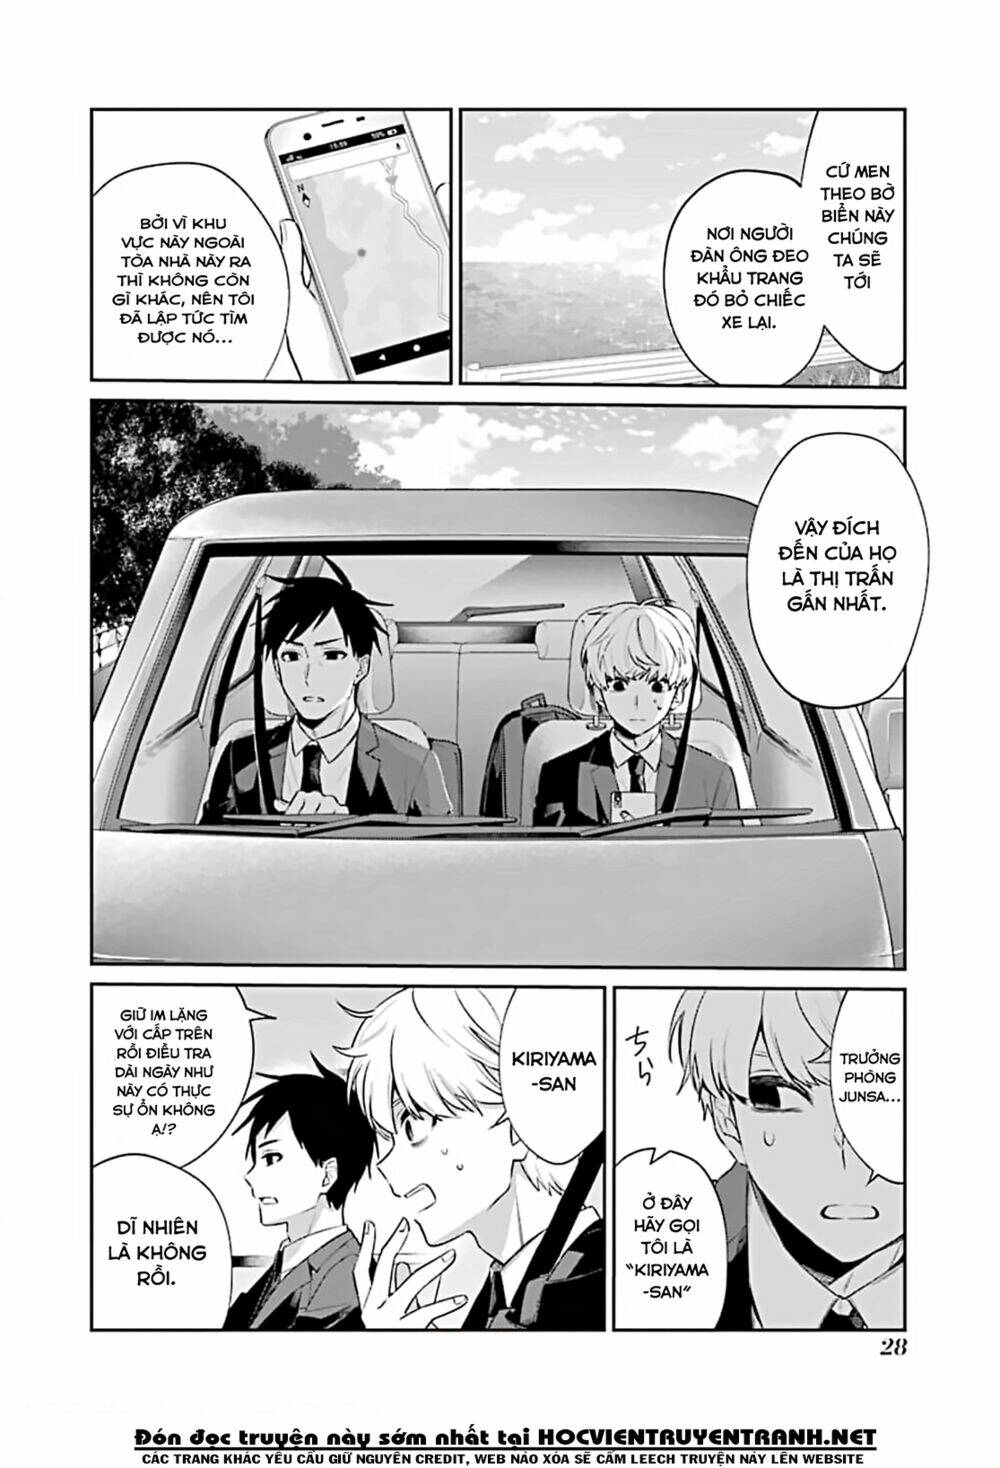 CỨ MEN
THEO BỜ
BIỂN NÀY
CHÚNG
TA SẼ
TỚI
NƠI NGƯỜI
ĐÀN ÔNG ĐEO
KHẨU TRANG
ĐÓ BỎ CHIẾC
XE LẠI.
N
BỞI VÌ KHU
VỰC NÀY NGOÀI
TÒA NHÀ NÀY RA
THÌ KHÔNG CÒN
GÌ KHÁC, NÊN TÔI
ĐÃ LẬP TỨC TÌM
ĐƯỢC NÓ...
VẬY ĐÍCH
ĐẾN CỦA HỌ
LÀ THỊ TRẤN
GẤN NHẤT.
TRƯỞNG
PHÒNG
JUNSA...
ちら
Ở ĐÂY
HÃY GỌI
TÔI LÀ
“KIRIYAMA
-SAN”
KIRIYAMA
-SAN
GIỮ IM LẶNG
VỚI CẤP TRÊN
RỒI ĐIỀU TRA
DÀI NGÀY NHƯ
NÀY CÓ THỰC
SỰ ỔN KHÔNG
Ạ!?
DĨ NHIÊN
LÀ KHÔNG
RỒI.
28
Đón đọc truyện này sớm nhất tại HOCVIENTRUYENTRANH.NET
CÁC TRANG KHÁC YÊU CẦU GIỮ NGUYÊN CREDIT, WEB NÀO XÓA SẼ CẤM LEECH TRUYỆN NÀY LÊN WEBSITE